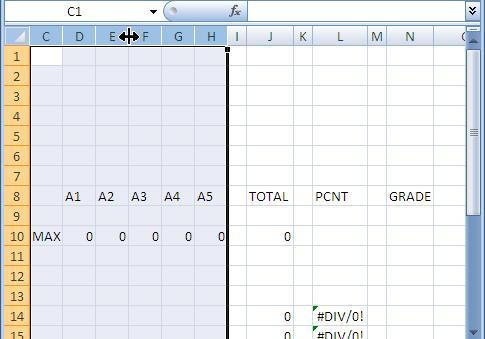 C1 fx
C D E F G H I J K L M N
1
2
3
4
5
6
7
8 A1 A2 A3 A4 A5 TOTAL PCNT GRADE
9
10 MAX 0 0 0 0 0 0
11
12
13
14 0 #DIV/0!
15 0 #DIV/0!